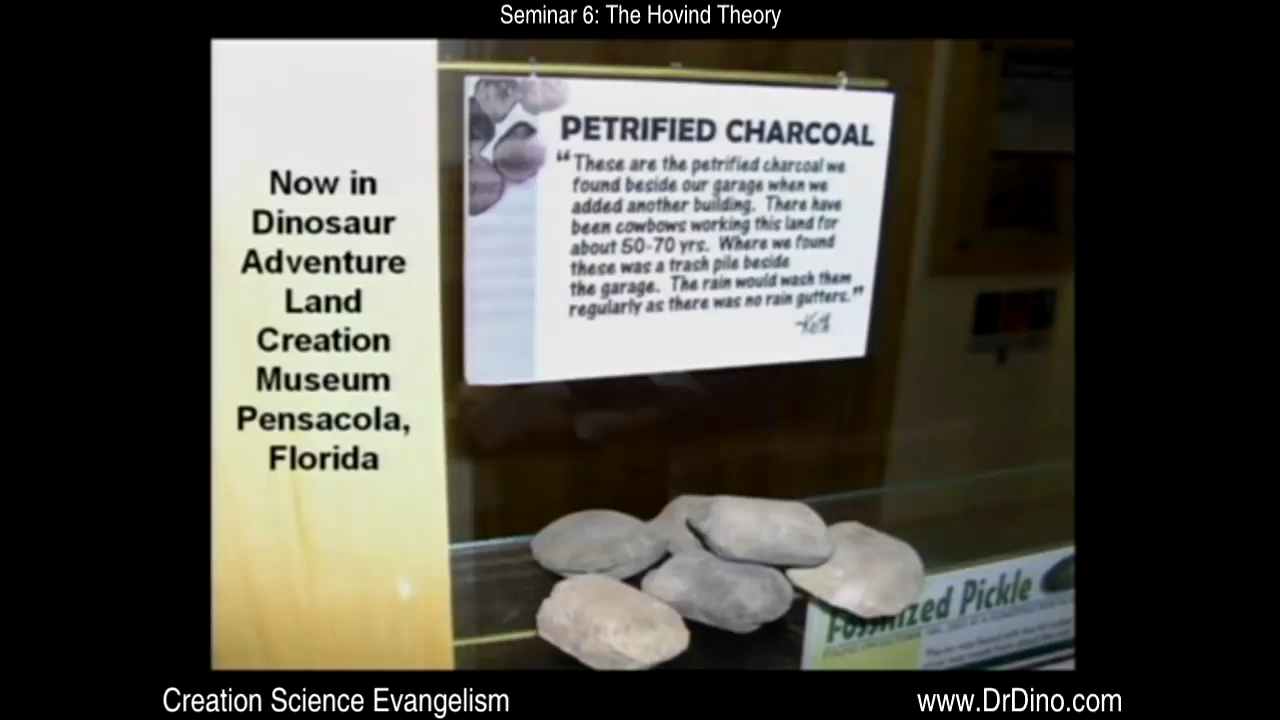 Seminar 6: The Hovind Theory
Now in
Dinosaur
Adventure
Land
Creation
Museum
Pensacola,
Florida
PETRIFIED CHARCOAL
“These are the petrified charcoal we
found beside our garage when we
added another building. There have
been cowbows working this land for
about 50-70 yrs. Where we found
these was a trash pile beside
the garage. The rain would wash them
regularly as there was no rain gutters.”
Fossilized Pickle
Creation Science Evangelism
www.DrDino.com